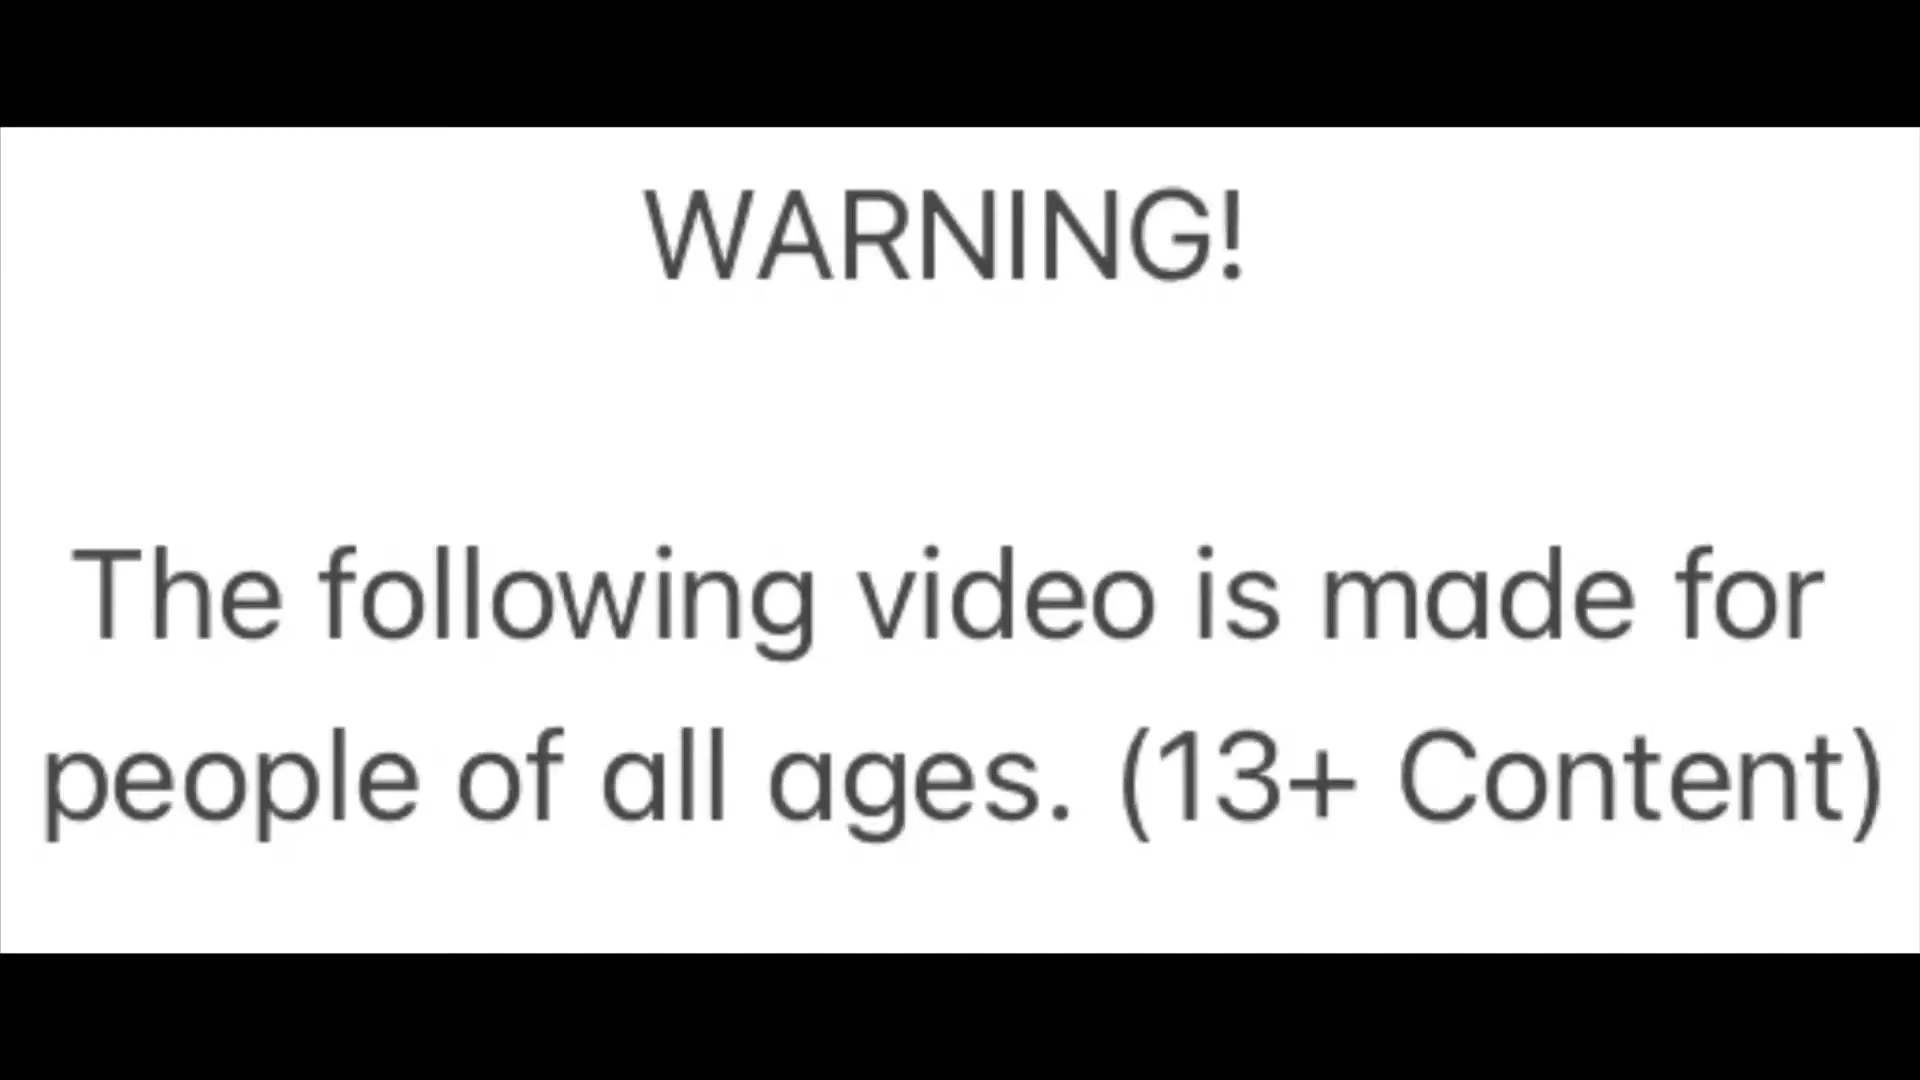 WARNING!
The following video is made for
people of all ages. (13+ Content)